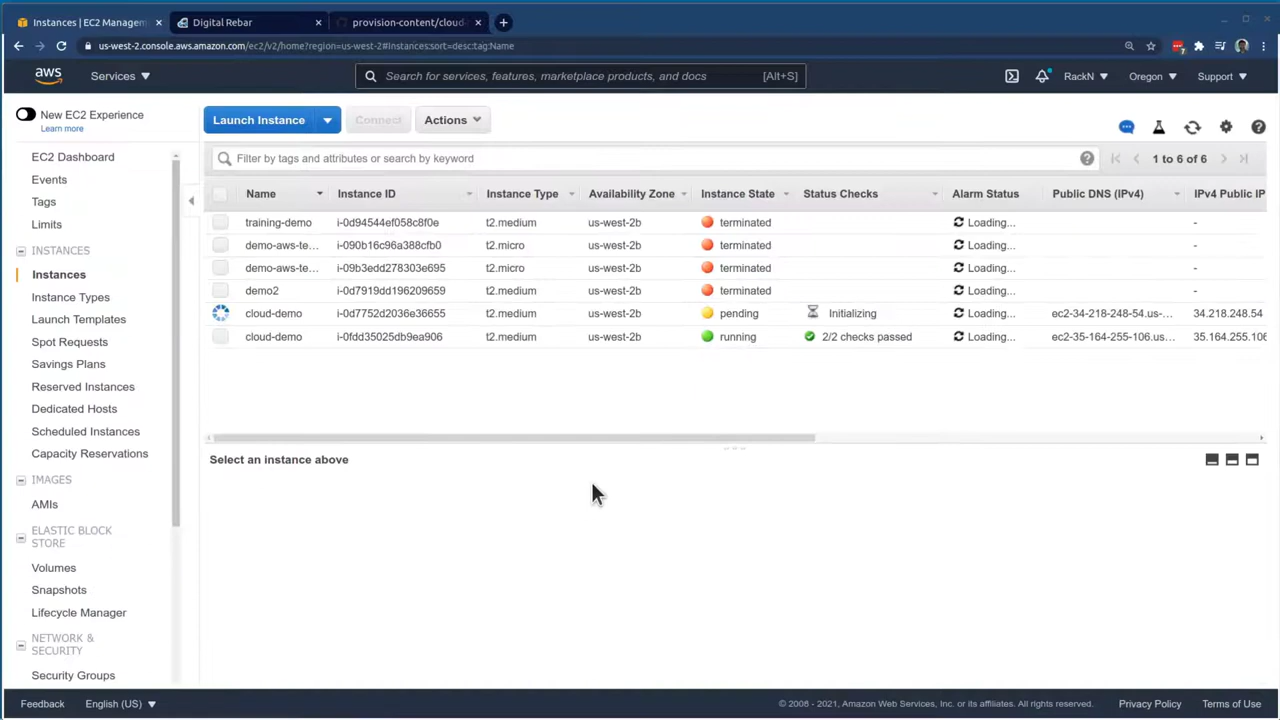 Instances | EC2 Managem
Digital Rebar
provision-content/cloud-
us-west-2.console.aws.amazon.com/ec2/v2/home?region=us-west-2#Instances:sort=desc:tag:Name
7
aws
Services
Search for services, features, marketplace products, and docs [Alt+S]
RackN
Oregon
Support
New EC2 Experience
Learn more
EC2 Dashboard
Events
Tags
Limits
INSTANCES
Instances
Instance Types
Launch Templates
Spot Requests
Savings Plans
Reserved Instances
Dedicated Hosts
Scheduled Instances
Capacity Reservations
IMAGES
AMIs
ELASTIC BLOCK
STORE
Volumes
Snapshots
Lifecycle Manager
NETWORK &
SECURITY
Security Groups
Launch Instance
Connect
Actions
Filter by tags and attributes or search by keyword
1 to 6 of 6
Name Instance ID Instance Type Availability Zone Instance State Status Checks Alarm Status Public DNS (IPv4) IPv4 Public IP
training-demo i-0d94544ef058c8f0e t2.medium us-west-2b terminated Loading... -
demo-aws-te... i-090b16c96a388cfb0 t2.micro us-west-2b terminated Loading... -
demo-aws-te... i-09b3edd278303e695 t2.micro us-west-2b terminated Loading... -
demo2 i-0d7919dd196209659 t2.medium us-west-2b terminated Loading... -
cloud-demo i-0d7752d2036e36655 t2.medium us-west-2b pending Initializing Loading... ec2-34-218-248-54.us-... 34.218.248.54
cloud-demo i-0fdd35025db9ea906 t2.medium us-west-2b running 2/2 checks passed Loading... ec2-35-164-255-106.us... 35.164.255.106
Select an instance above
Feedback
English (US)
© 2008 - 2021, Amazon Web Services, Inc. or its affiliates. All rights reserved.
Privacy Policy
Terms of Use